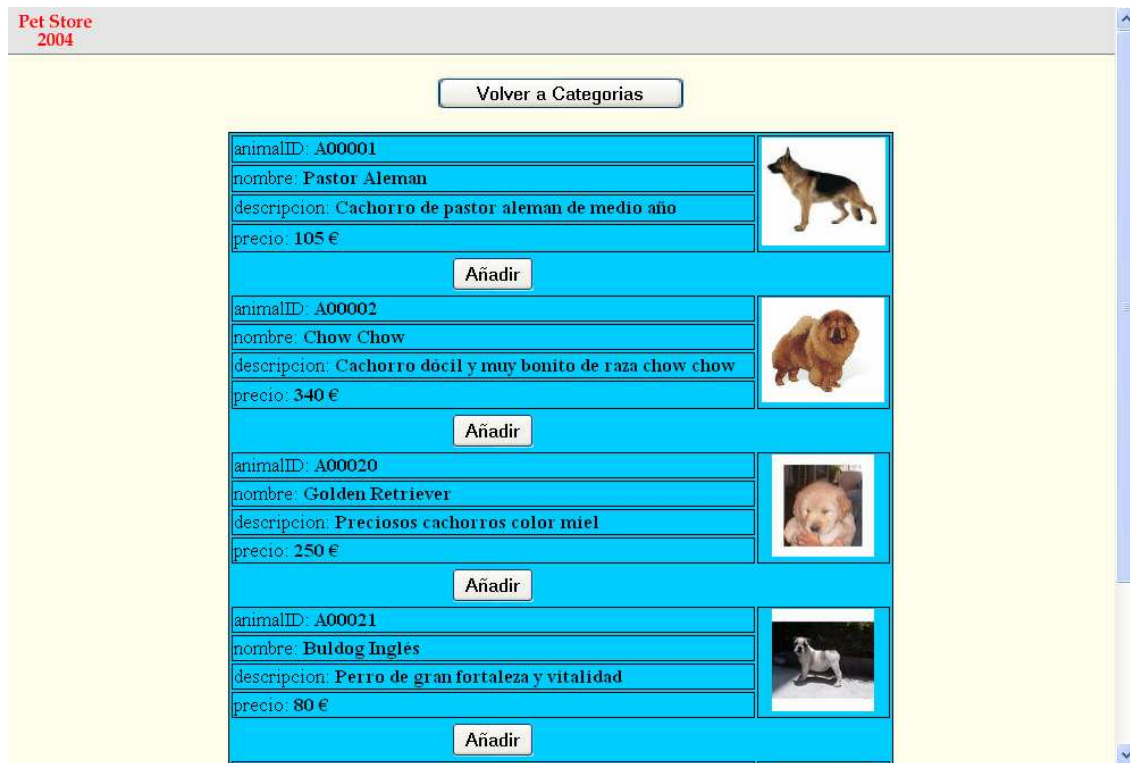 Pet Store
2004
Volver a Categorias
animalID: A00001
nombre: Pastor Aleman
descripcion: Cachorro de pastor aleman de medio año
precio: 105 €
Añadir
animalID: A00002
nombre: Chow Chow
descripcion: Cachorro dócil y muy bonito de raza chow chow
precio: 340 €
Añadir
animalID: A00020
nombre: Golden Retriever
descripcion: Preciosos cachorros color miel
precio: 250 €
Añadir
animalID: A00021
nombre: Buldog Inglés
descripcion: Perro de gran fortaleza y vitalidad
precio: 80 €
Añadir